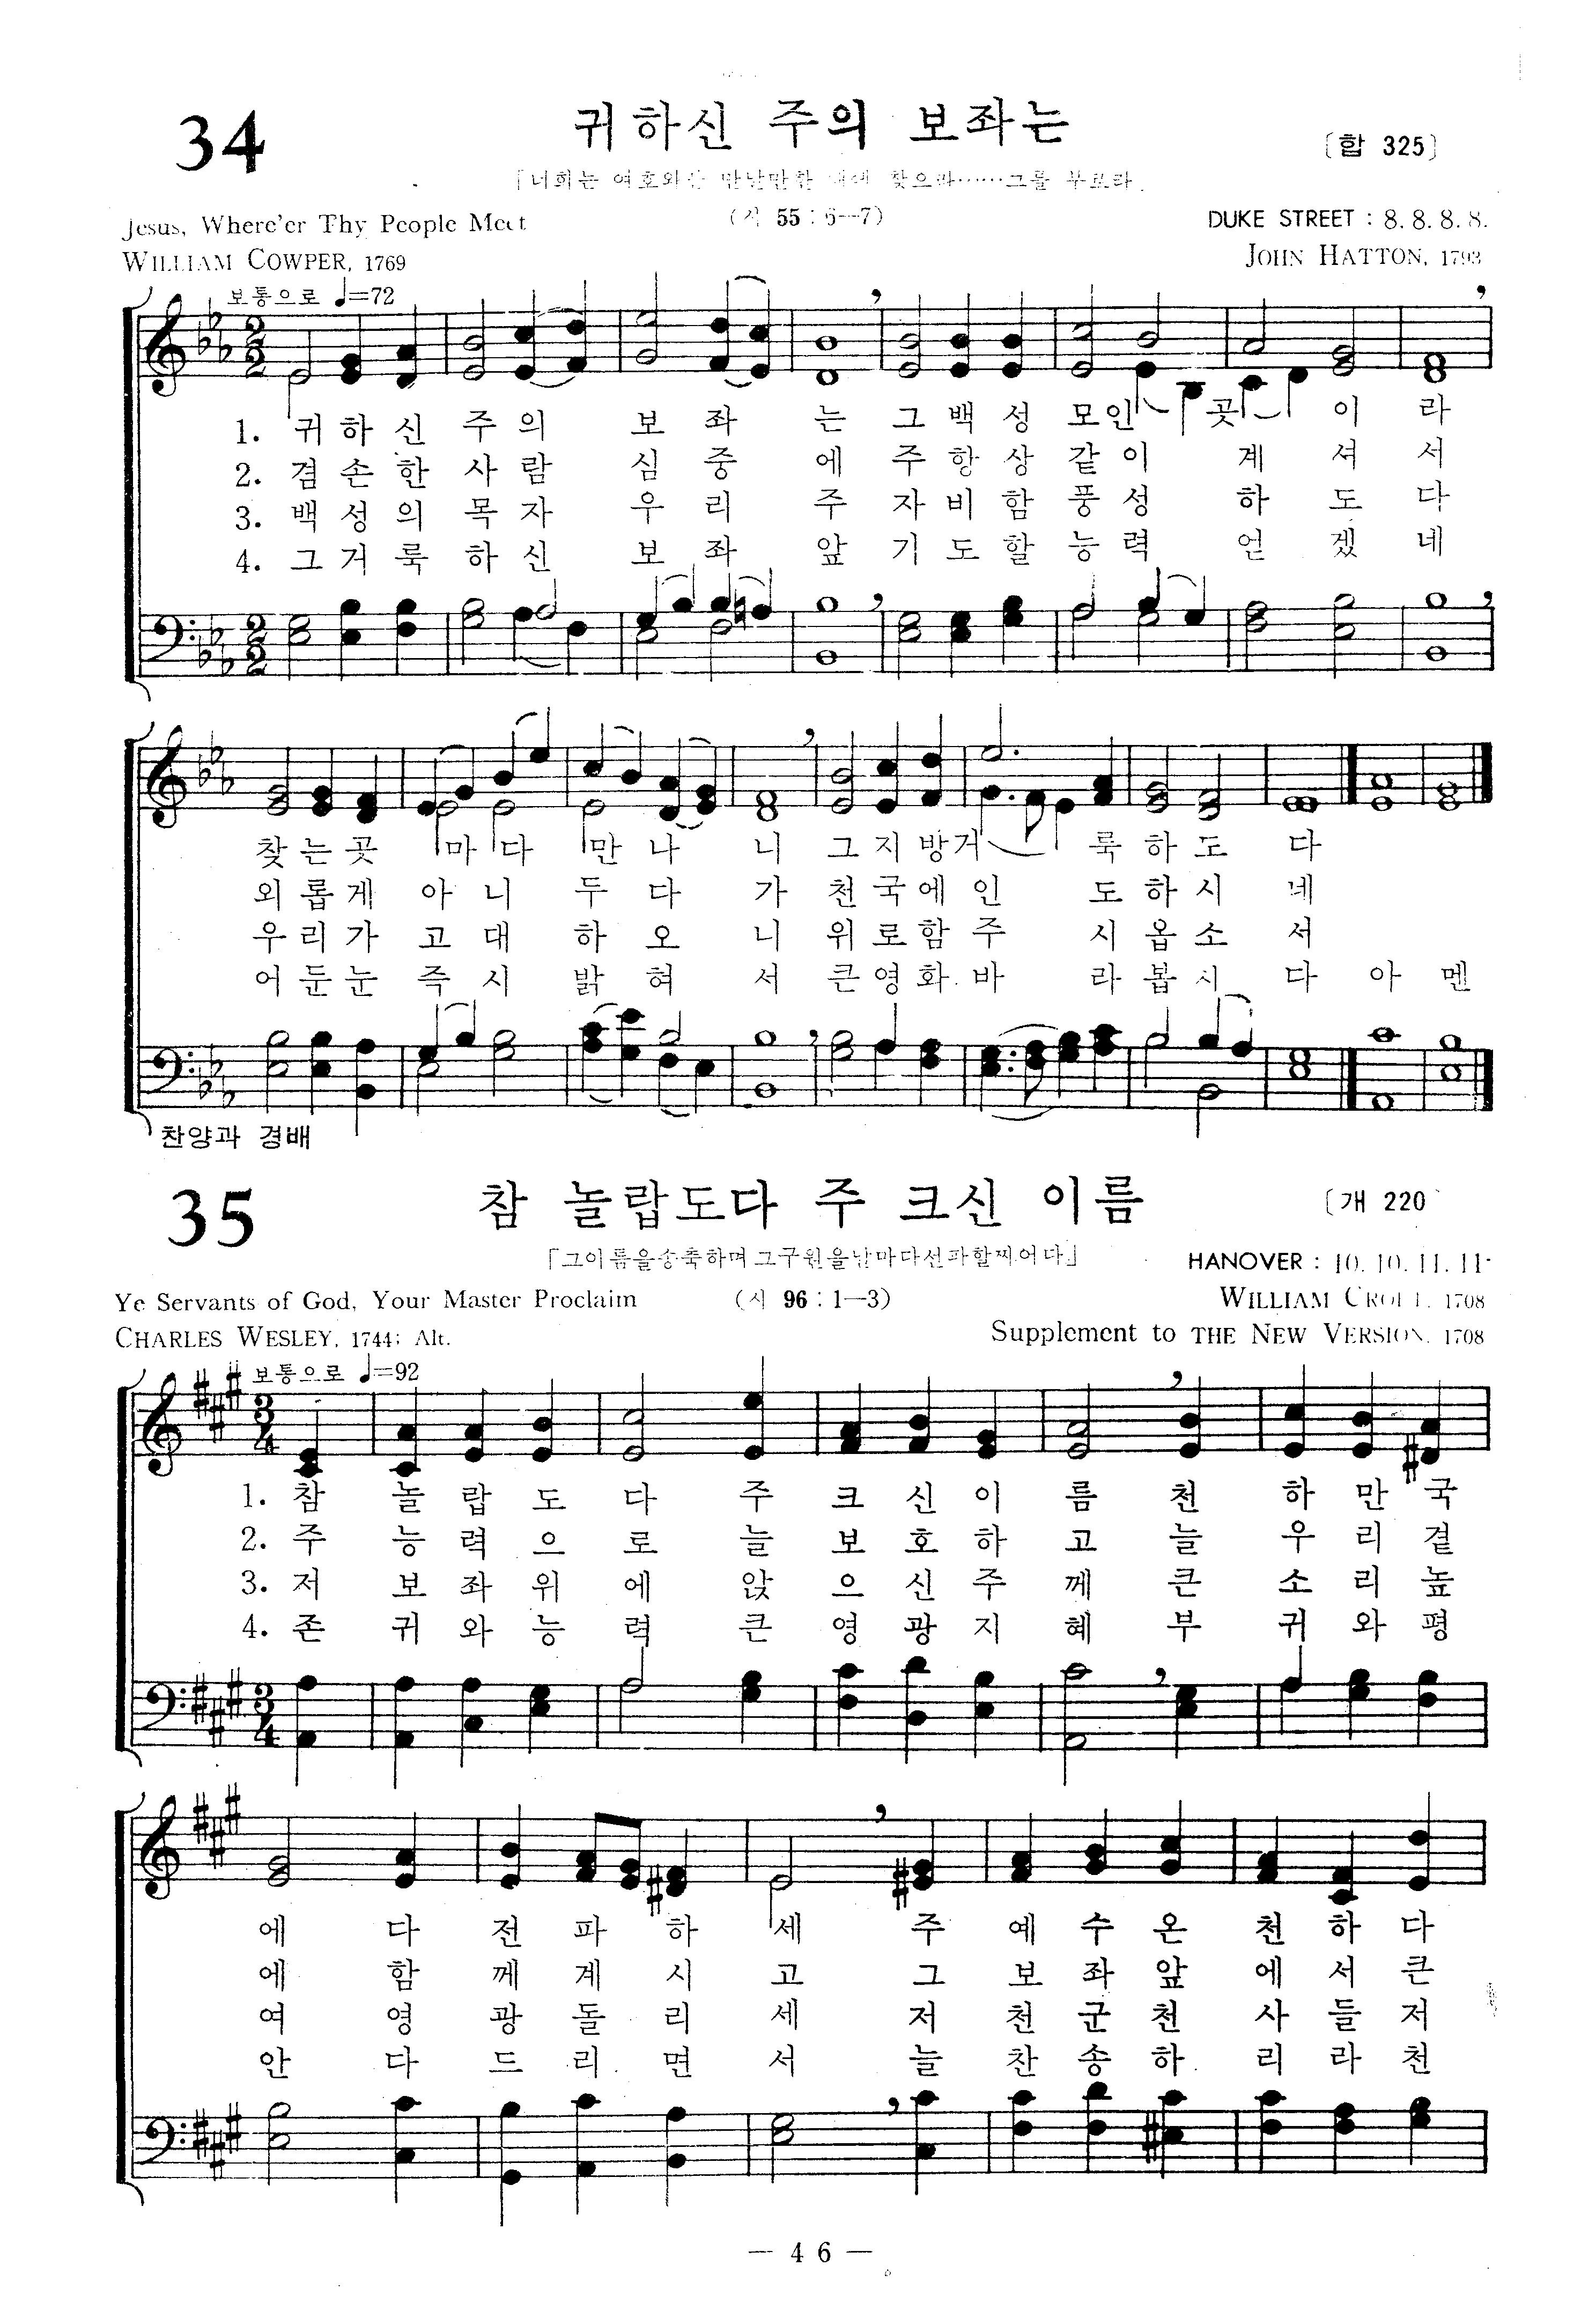 34
귀하신 주의 보좌는
〔합 325〕
「너희는 여호와를 만날만한 때에 찾으라……그를 부르라」
Jesus, Where'er Thy People Meet
(사 55 : 6—7)
DUKE STREET : 8. 8. 8. 8.
WILLIAM COWPER, 1769
JOHN HATTON, 1793
보통으로 ♩=72
1. 귀 하 신 주 의 보 좌 는 그 백 성 모 인 곳 이 라
2. 겸 손 한 사 람 심 중 에 주 항 상 같 이 계 셔 서
3. 백 성 의 목 자 우 리 주 자 비 함 풍 성 하 도 다
4. 그 거 룩 하 신 보 좌 앞 기 도 할 능 력 얻 겠 네
찾 는 곳 마 다 만 나 니 그 지 방 거 룩 하 도 다
외 롭 게 아 니 두 다 가 천 국 에 인 도 하 시 네
우 리 가 고 대 하 오 니 위 로 함 주 시 옵 소 서
어 둔 눈 즉 시 밝 혀 서 큰 영 화 바 라 봅 시 다 아 멘
찬양과 경배
35
참 놀랍도다 주 크신 이름
〔개 220
「그이름을송축하며그구원을날마다선파할찌어다」
HANOVER : 10. 10. 11. 11
Ye Servants of God, Your Master Proclaim
(시 96 : 1—3)
WILLIAM CROFT, 1708
CHARLES WESLEY, 1744; Alt.
Supplement to THE NEW VERSION, 1708
보통으로 ♩=92
1. 참 놀 랍 도 다 주 크 신 이 름 천 하 만 국
2. 주 능 력 으 로 늘 보 호 하 고 늘 우 리 곁
3. 저 보 좌 위 에 앉 으 신 주 께 큰 소 리 높
4. 존 귀 와 능 력 큰 영 광 지 혜 부 귀 와 평
에 다 전 파 하 세 주 예 수 온 천 하 다
에 함 께 계 시 고 그 보 좌 앞 에 서 큰
여 영 광 돌 리 세 저 천 군 천 사 들 저
안 다 드 리 면 서 늘 찬 송 하 리 라 천
— 4 6 —